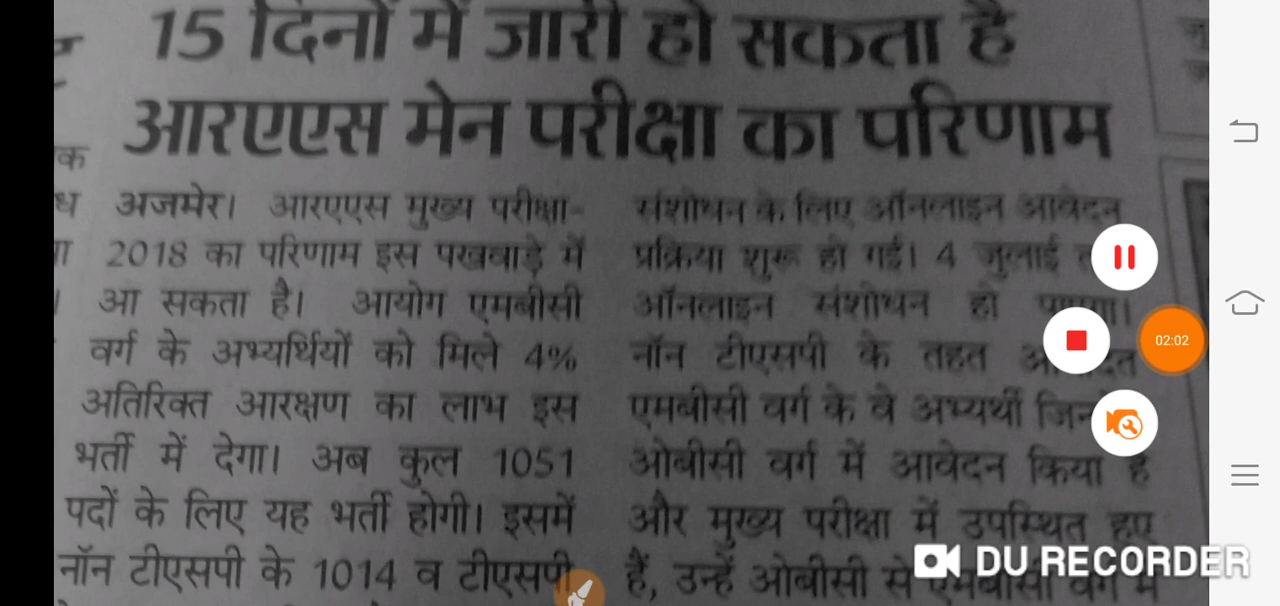 15 दिनों में जारी हो सकता है
आरएएस मेन परीक्षा का परिणाम
क
ध
अजमेर। आरएएस मुख्य परीक्षा-
2018 का परिणाम इस पखवाड़े में
आ सकता है। आयोग एमबीसी
वर्ग के अभ्यर्थियों को मिले 4%
अतिरिक्त आरक्षण का लाभ इस
भर्ती में देगा। अब कुल 1051
पदों के लिए यह भर्ती होगी। इसमें
नॉन टीएसपी के 1014 व टीएसपी
संशोधन के लिए ऑनलाइन आवेदन
प्रक्रिया शुरू हो गई। 4 जुलाई
ऑनलाइन संशोधन हो
नॉन टीएसपी के तहत
एमबीसी वर्ग के वे अभ्यर्थी
ओबीसी वर्ग में आवेदन किया है
और मुख्य परीक्षा में उपस्थित हुए
हैं, उन्हें ओबीसी से एमबीसी वर्ग में
02:02
DU RECORDER